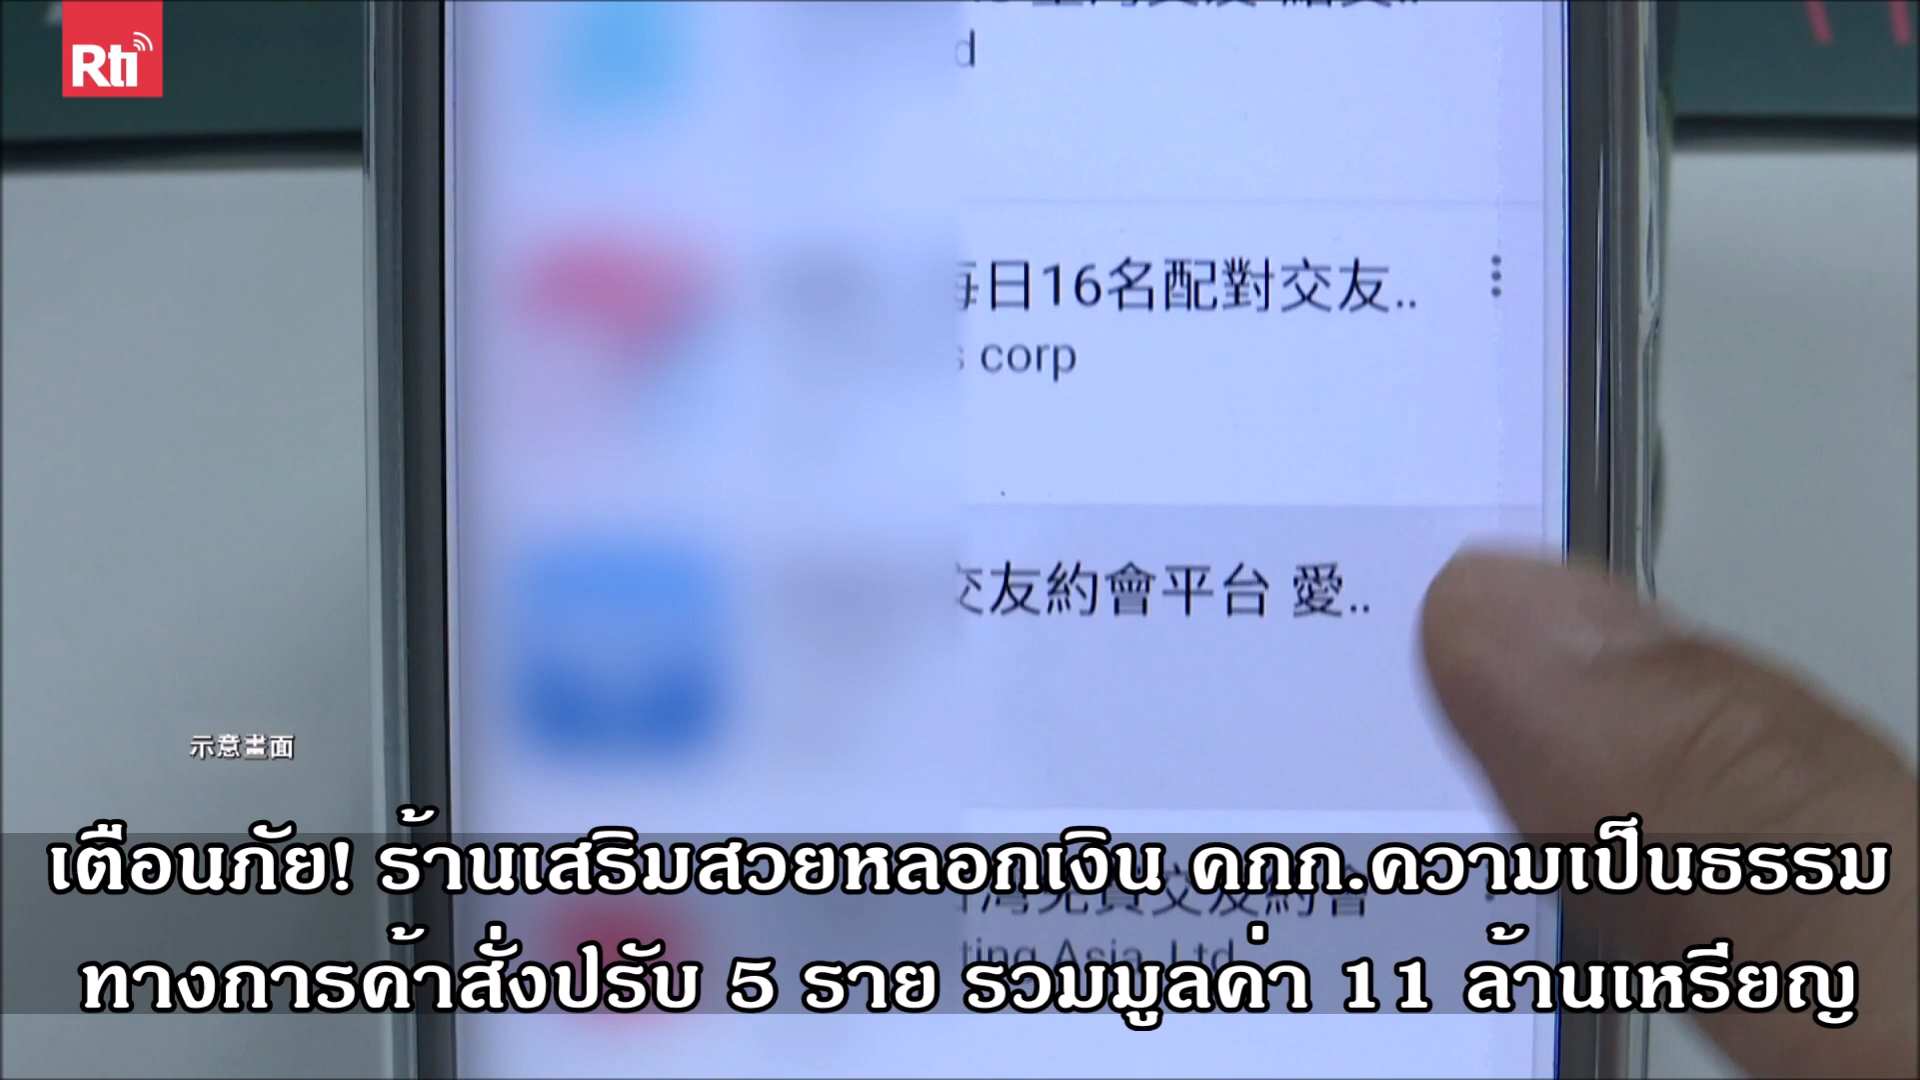 Rti
d
日16名配對交友..
corp
友約會平台 愛..
示意畫面
เตือนภัย! ร้านเสริมสวยหลอกเงิน คกก.ความเป็นธรรม
ทางการค้าสั่งปรับ 5 ราย รวมมูลค่า 11 ล้านเหรียญ